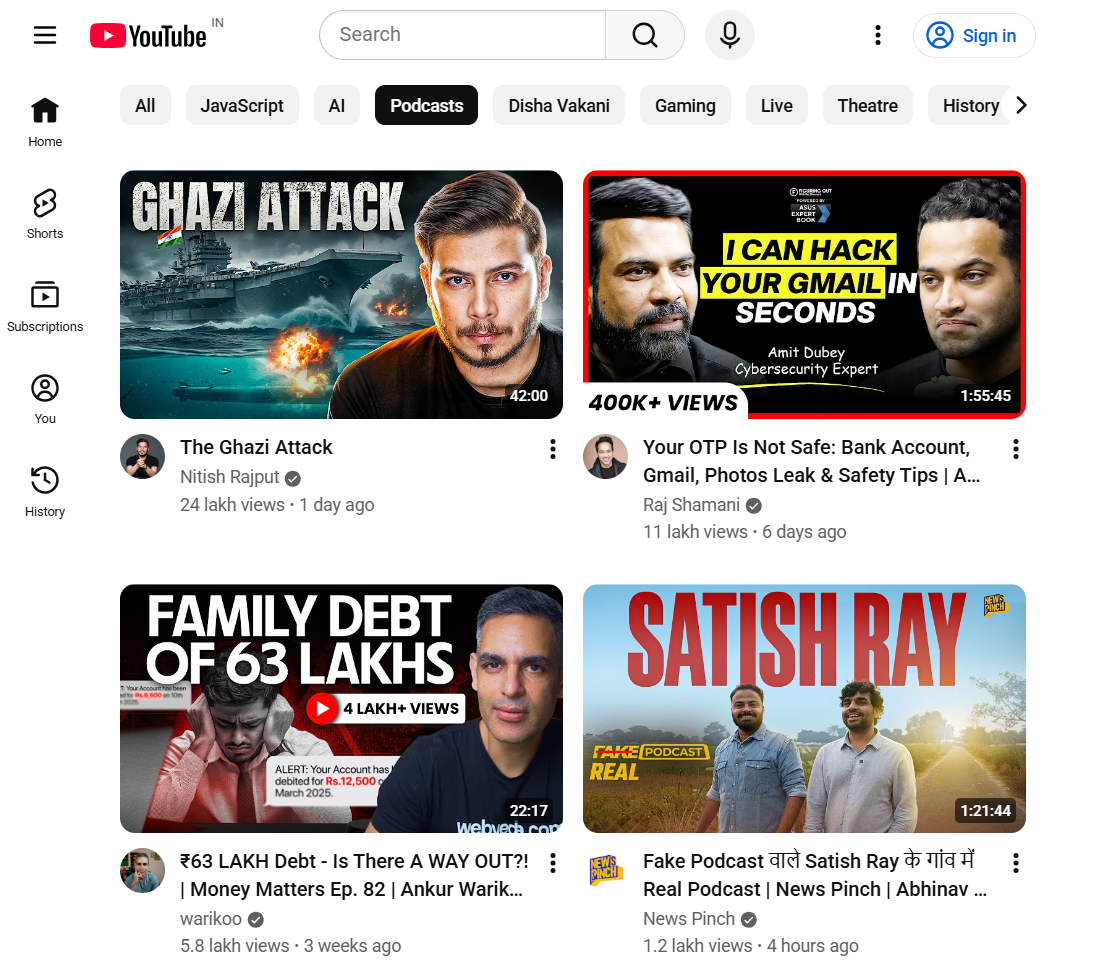 YouTube IN
Search
Sign in
Home
Shorts
Subscriptions
You
History
All
JavaScript
AI
Podcasts
Disha Vakani
Gaming
Live
Theatre
History
GHAZI ATTACK
42:00
The Ghazi Attack
Nitish Rajput
24 lakh views • 1 day ago
FIGURING OUT
POWERED BY
ASUS
EXPERT
BOOK
I CAN HACK
YOUR GMAIL IN
SECONDS
Amit Dubey
Cybersecurity Expert
400K+ VIEWS
1:55:45
Your OTP Is Not Safe: Bank Account,
Gmail, Photos Leak & Safety Tips | A...
Raj Shamani
11 lakh views • 6 days ago
FAMILY DEBT
OF 63 LAKHS
T: Your Account has been
ed for Rs.8,600 on 10th
4 LAKH+ VIEWS
ALERT: Your Account has
debited for Rs.12,500 o
March 2025.
webveda.com
22:17
₹63 LAKH Debt - Is There A WAY OUT?!
| Money Matters Ep. 82 | Ankur Warik...
warikoo
5.8 lakh views • 3 weeks ago
SATISH RAY
NEWS
PINCH
FAKE PODCAST
REAL
1:21:44
NEWS
PINCH
Fake Podcast वाले Satish Ray के गांव में
Real Podcast | News Pinch | Abhinav ...
News Pinch
1.2 lakh views • 4 hours ago